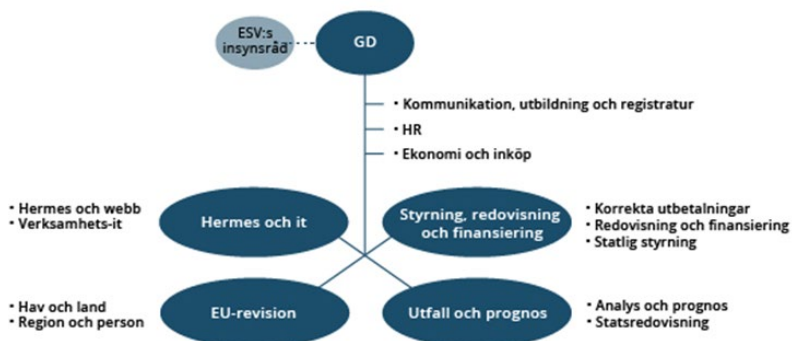 ESV:s
insynsråd
GD
• Kommunikation, utbildning och registratur
• HR
• Ekonomi och inköp
• Hermes och webb
• Verksamhets-it
Hermes och it
Styrning, redovisning
och finansiering
• Korrekta utbetalningar
• Redovisning och finansiering
• Statlig styrning
• Hav och land
• Region och person
EU-revision
Utfall och prognos
• Analys och prognos
• Statsredovisning